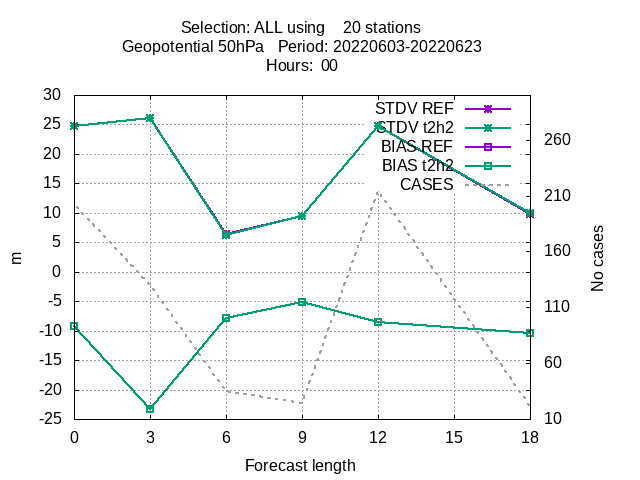 Selection: ALL using    20 stations
Geopotential 50hPa   Period: 20220603-20220623
Hours:  00
STDV REF
STDV t2h2
BIAS REF
BIAS t2h2
CASES
30
25
20
15
10
5
0
-5
-10
-15
-20
-25
m
260
210
160
110
60
10
No cases
0 3 6 9 12 15 18
Forecast length